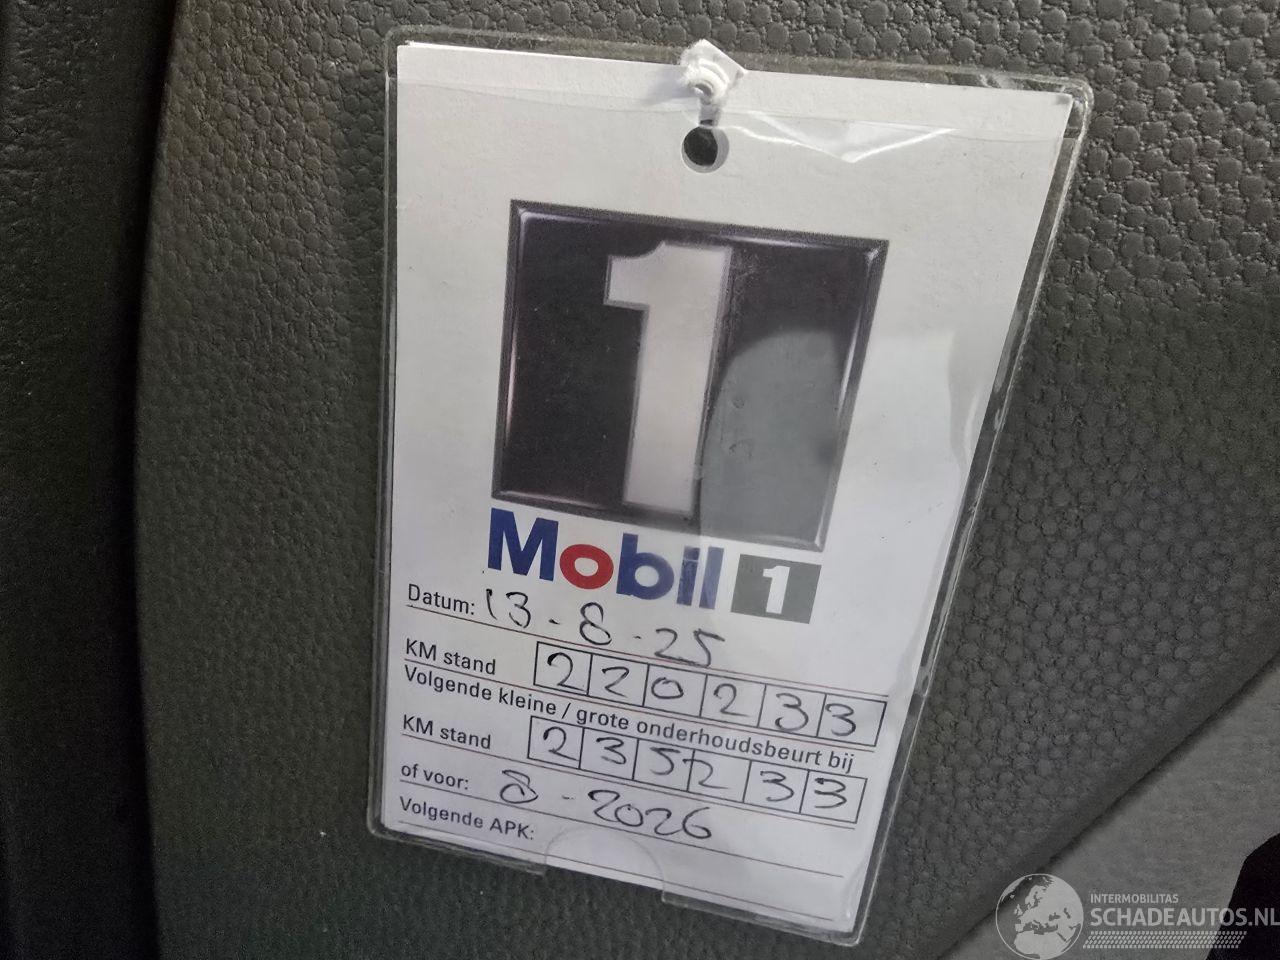 1
Mobil 1
Datum: 13-8-25
KM stand 220233
Volgende kleine / grote onderhoudsbeurt bij
KM stand 235233
of voor: 8-2026
Volgende APK:
INTERMOBILITAS
SCHADEAUTOS.NL